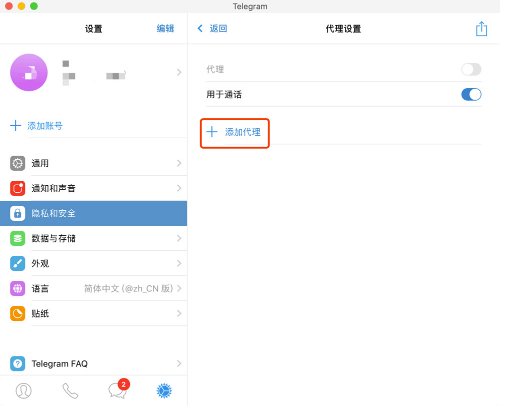 Telegram
设置
编辑
返回
代理设置
代理
用于通话
添加代理
添加账号
通用
通知和声音
隐私和安全
数据与存储
外观
语言
简体中文 (@zh_CN 版)
贴纸
Telegram FAQ
2